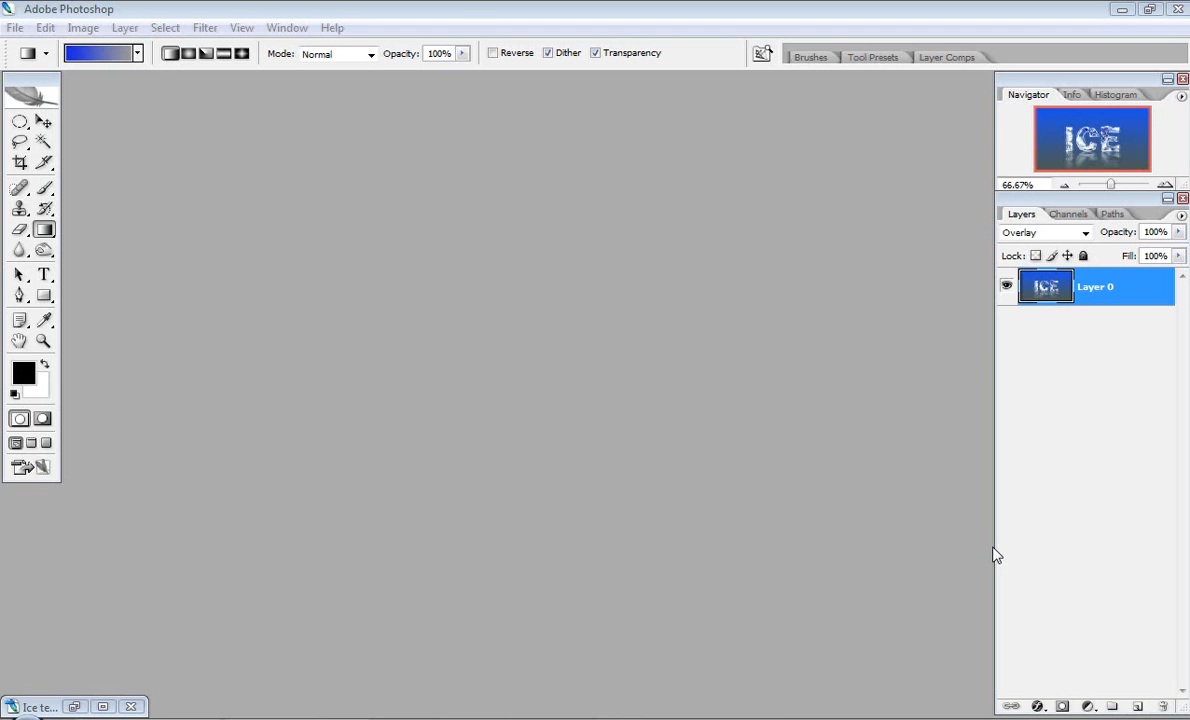 Adobe Photoshop
File Edit Image Layer Select Filter View Window Help
Mode: Normal Opacity: 100% Reverse Dither Transparency
Brushes Tool Presets Layer Comps
Navigator Info Histogram
ICE
66.67%
Layers Channels Paths
Overlay Opacity: 100%
Lock: Fill: 100%
ICE Layer 0
T
Ice te...